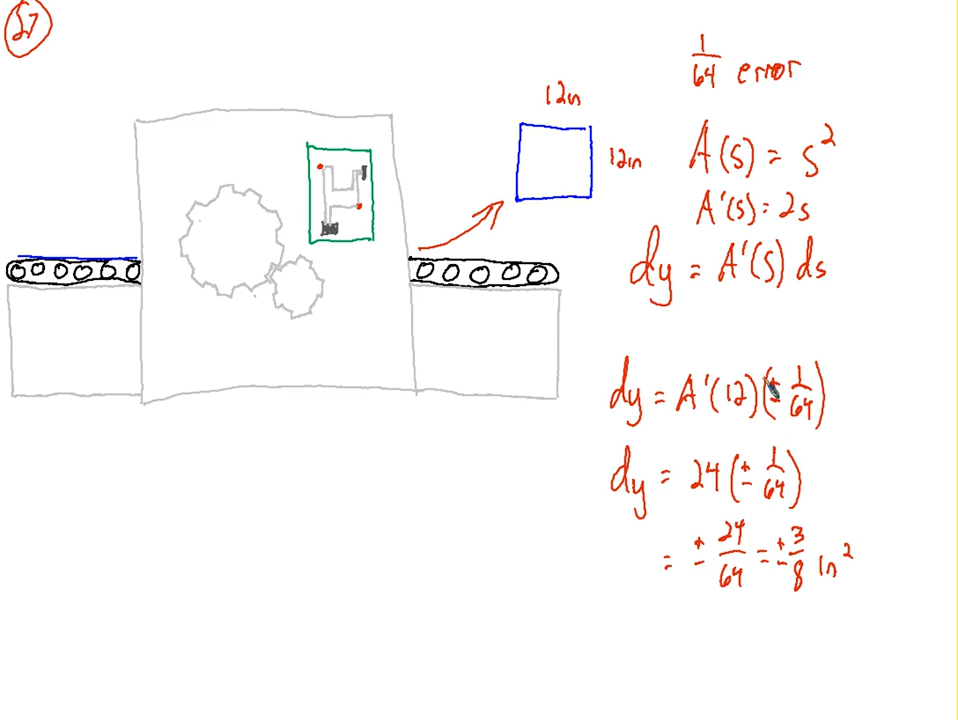 27
1/64 error
12in
12in
A(s) = s²
A'(s) = 2s
dy = A'(s) ds
dy = A'(12)(± 1/64)
dy = 24(± 1/64)
= ± 24/64 = ± 3/8 in²